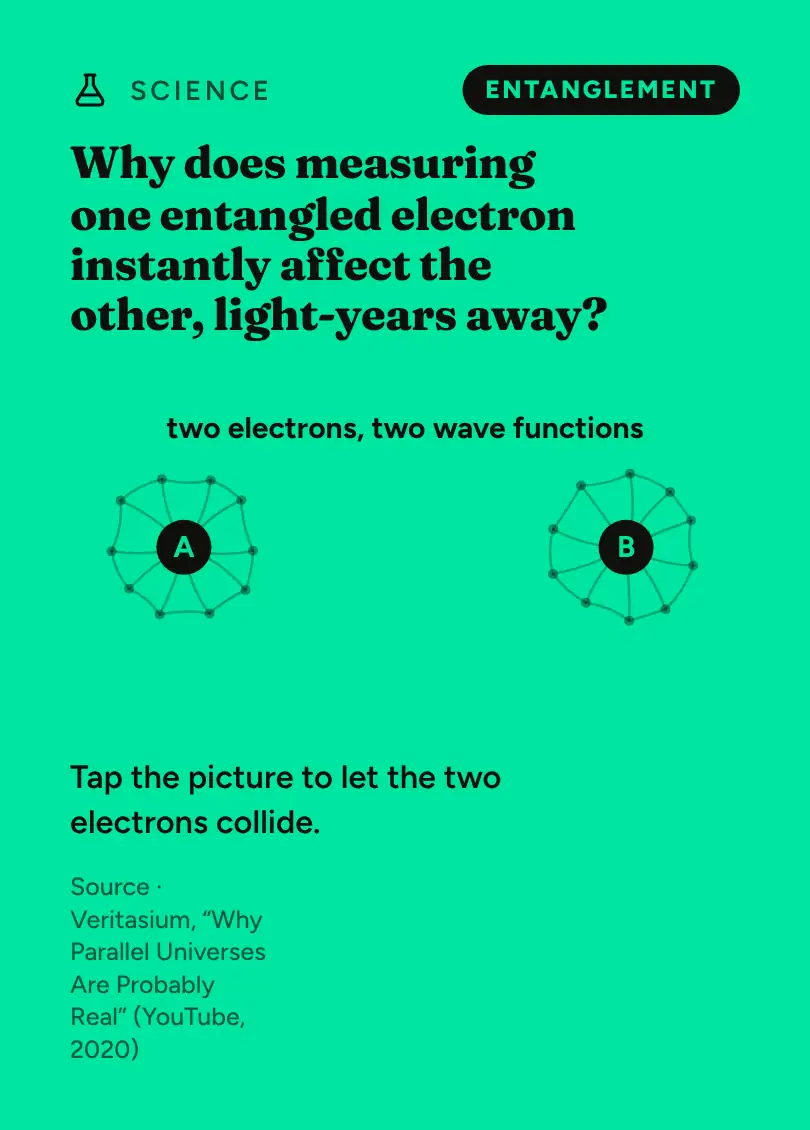 SCIENCE
ENTANGLEMENT
Why does measuring
one entangled electron
instantly affect the
other, light-years away?
two electrons, two wave functions
A
B
Tap the picture to let the two
electrons collide.
Source ·
Veritasium, “Why
Parallel Universes
Are Probably
Real” (YouTube,
2020)